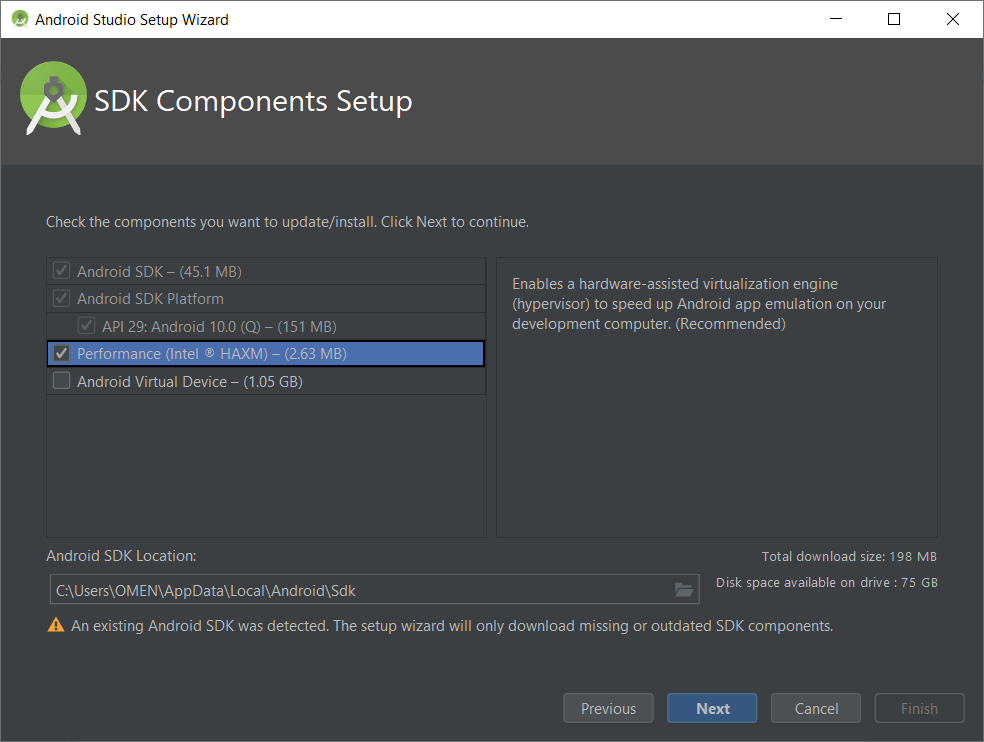 Android Studio Setup Wizard
SDK Components Setup
Check the components you want to update/install. Click Next to continue.
Android SDK – (45.1 MB)
Android SDK Platform
API 29: Android 10.0 (Q) – (151 MB)
Performance (Intel ® HAXM) – (2.63 MB)
Android Virtual Device – (1.05 GB)
Enables a hardware-assisted virtualization engine
(hypervisor) to speed up Android app emulation on your
development computer. (Recommended)
Android SDK Location:
Total download size: 198 MB
Disk space available on drive : 75 GB
C:\Users\OMEN\AppData\Local\Android\Sdk
An existing Android SDK was detected. The setup wizard will only download missing or outdated SDK components.
Previous
Next
Cancel
Finish